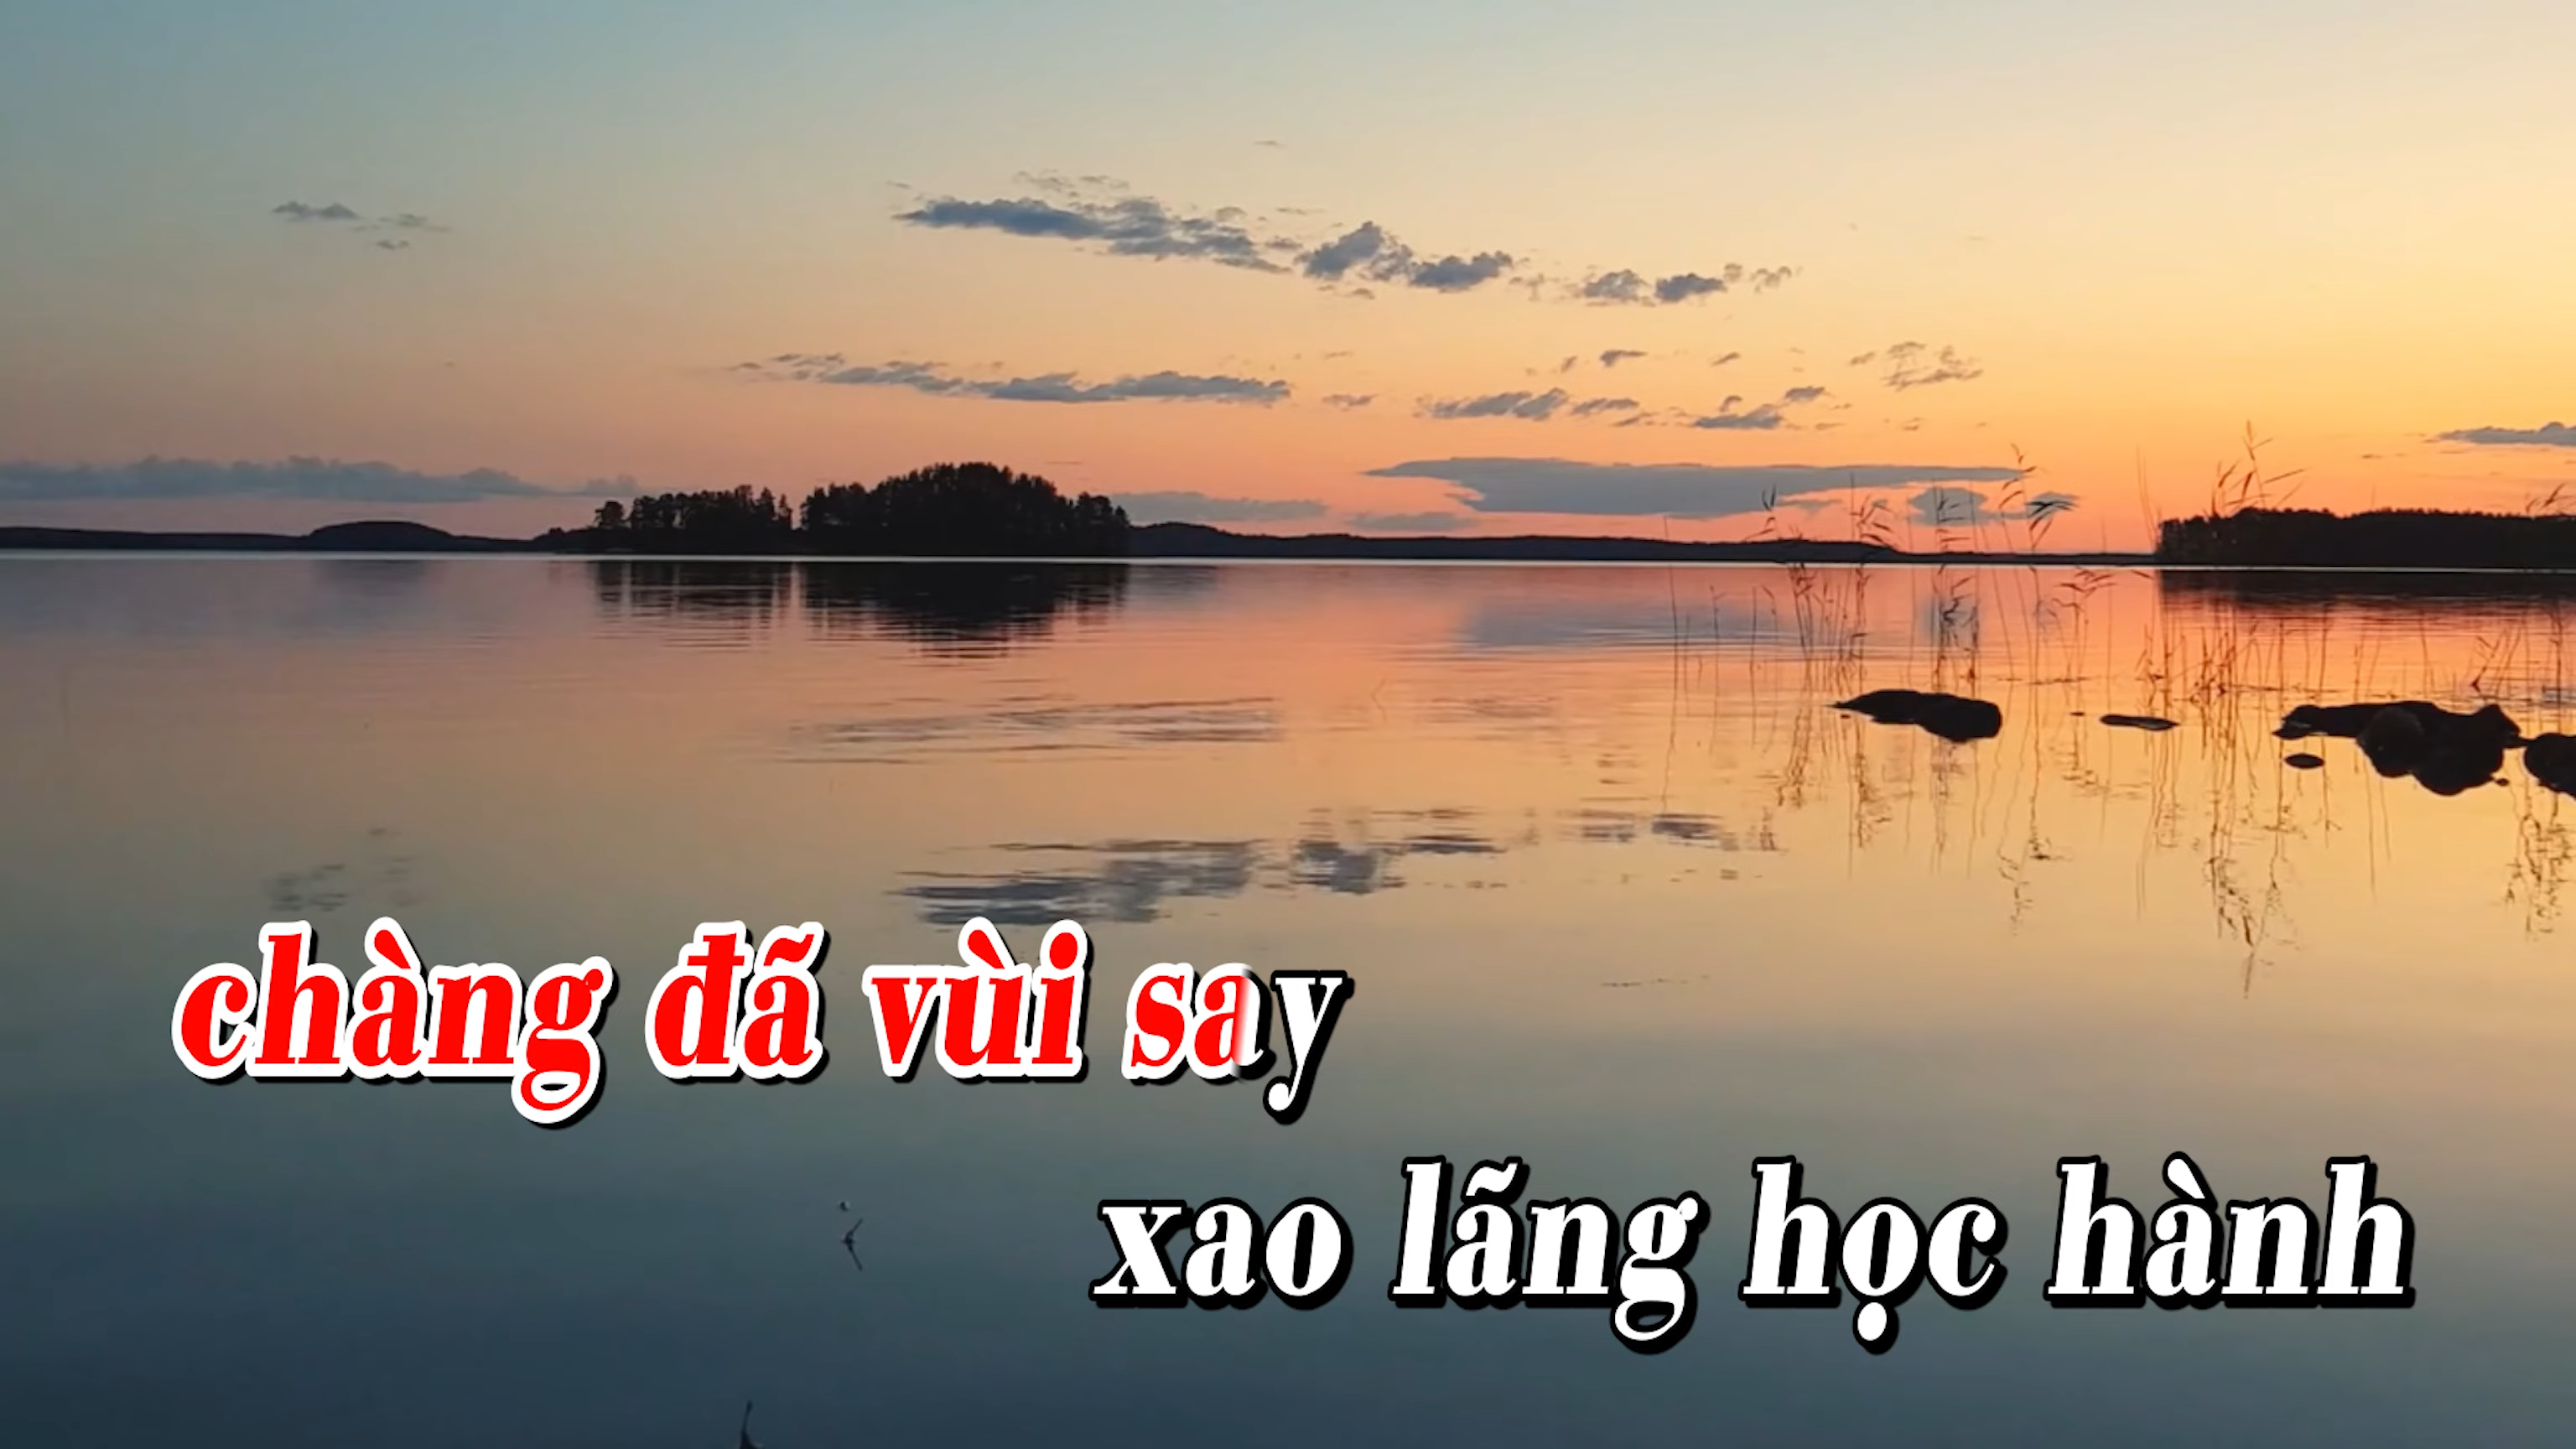 chàng đã vùi say
xao lãng học hành